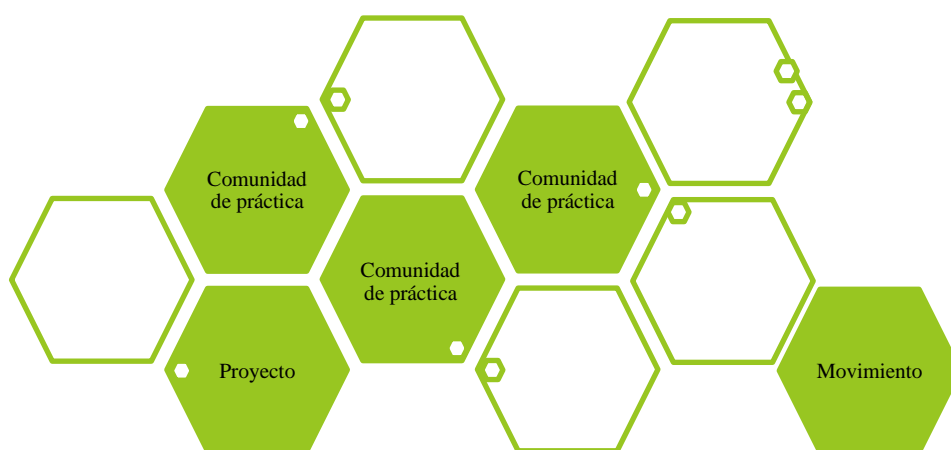 Comunidad
de práctica
Comunidad
de práctica
Comunidad
de práctica
Proyecto
Movimiento